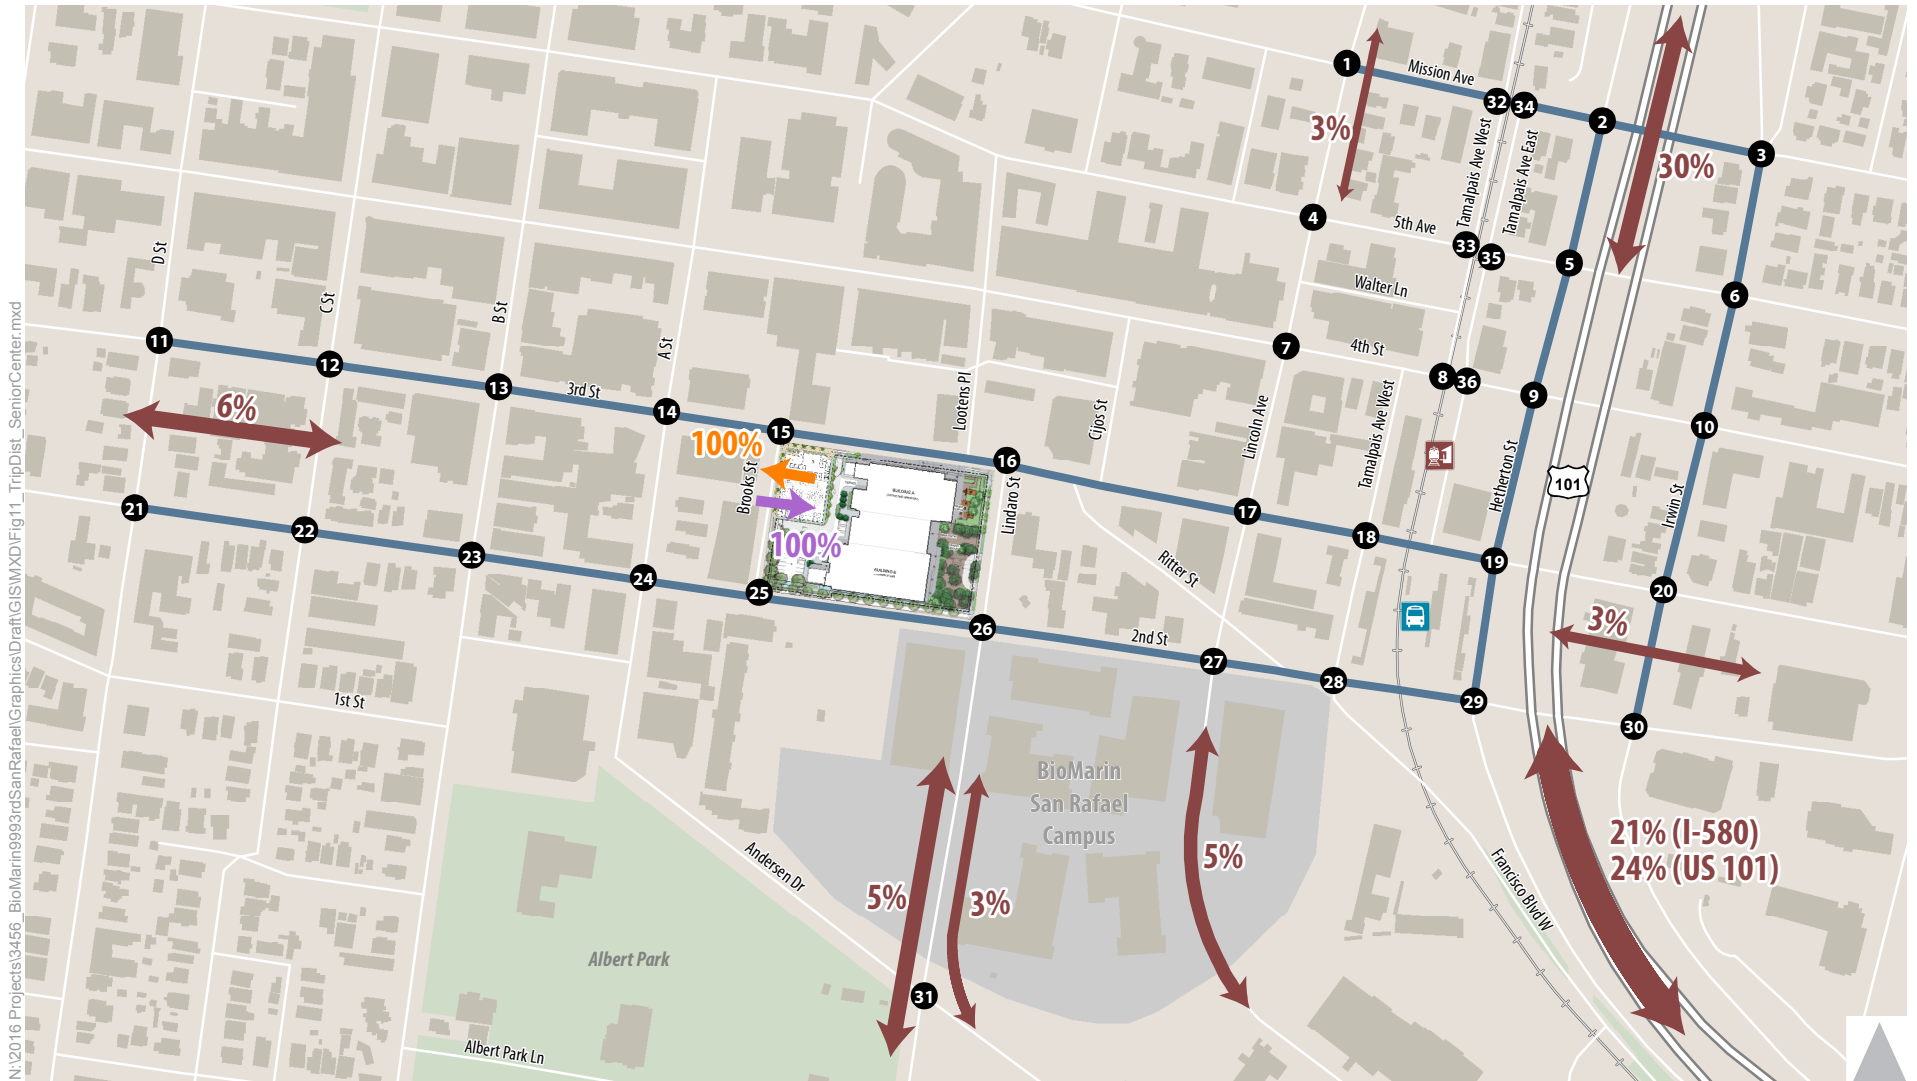 1
Mission Ave
32
34
2
3
3%
30%
Tamalpais Ave West
Tamalpais Ave East
4
5th Ave
33
35
5
6
D St
C St
B St
A St
Walter Ln
11
12
13
3rd St
14
15
7
4th St
8
36
9
10
6%
100%
Lootens Pl
Cijos St
Lincoln Ave
Tamalpais Ave West
16
Hetherton St
101
Irwin St
Brooks St
BUILDING A
Lindaro St
100%
BUILDING B
17
18
19
20
21
22
23
24
25
26
Ritter St
2nd St
27
28
29
30
3%
1st St
BioMarin
San Rafael
Campus
21% (I-580)
24% (US 101)
5%
3%
5%
Andersen Dr
Francisco Blvd W
Albert Park
31
Albert Park Ln
N:\2016 Projects\3456_BioMarin9993rdSanRafael\Graphics\Draft\GIS\MXD\Fig11_TripDist_SeniorCenter.mxd